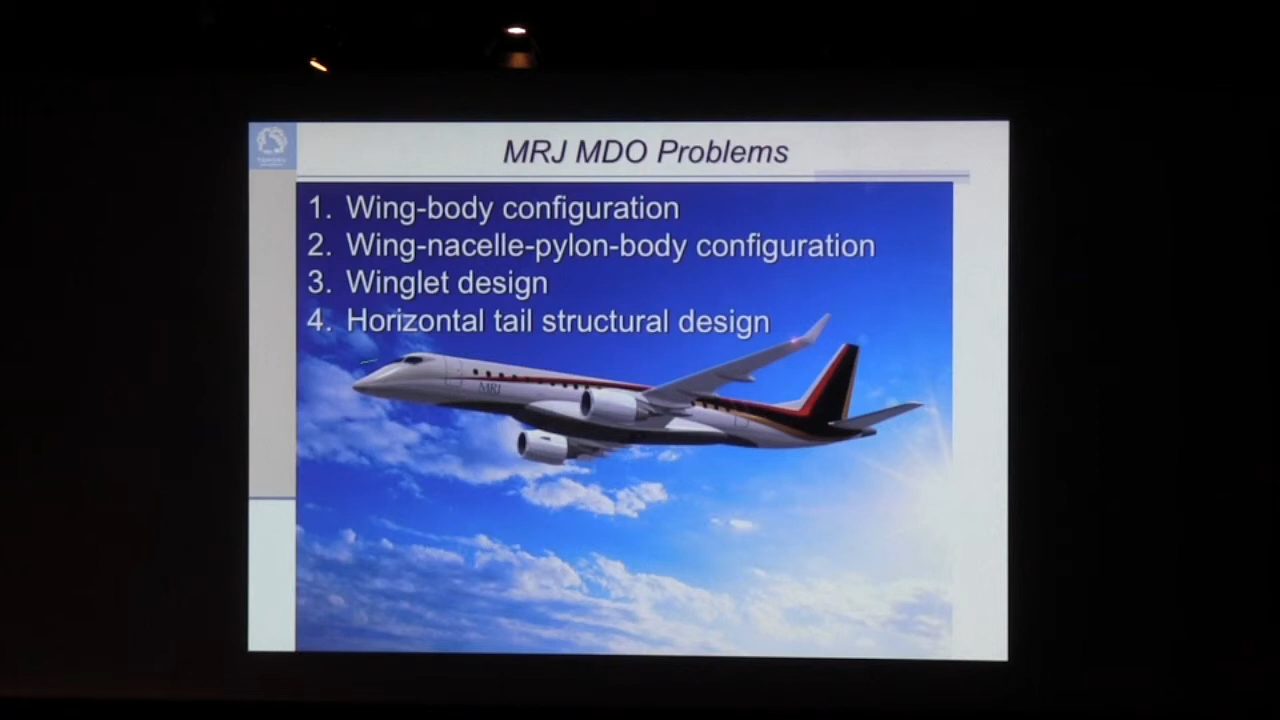 MRJ MDO Problems
1. Wing-body configuration
2. Wing-nacelle-pylon-body configuration
3. Winglet design
4. Horizontal tail structural design
MRJ
TOHOKU